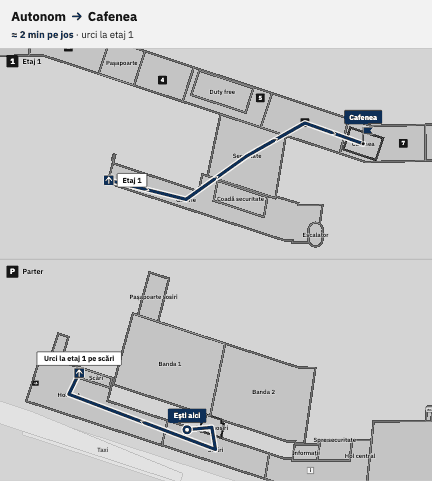 Autonom → Cafenea
≈ 2 min pe jos · urci la etaj 1
1 Etaj 1
Pașapoarte
4
Duty free
5
Cafenea
7
Etaj 1
Coadă securitate
Escalator
P Parter
Pașapoarte sosiri
Urci la etaj 1 pe scări
Scări
Banda 1
Banda 2
Ești aici
Taxi
Informații
Spre securitate
Hol central